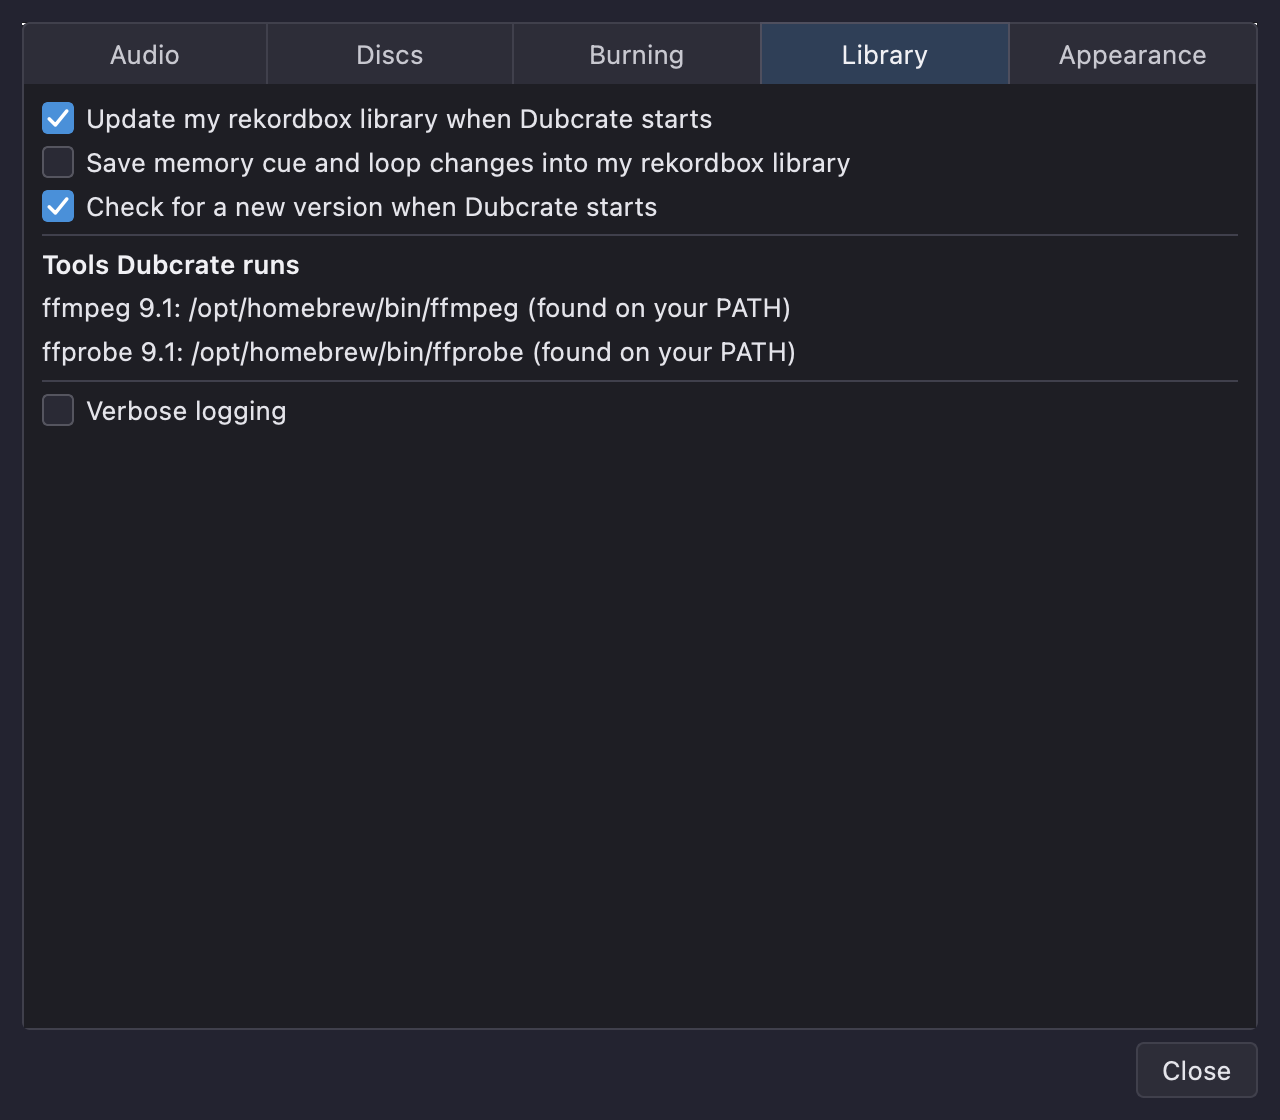 Audio Discs Burning Library Appearance
Update my rekordbox library when Dubcrate starts
Save memory cue and loop changes into my rekordbox library
Check for a new version when Dubcrate starts
Tools Dubcrate runs
ffmpeg 9.1: /opt/homebrew/bin/ffmpeg (found on your PATH)
ffprobe 9.1: /opt/homebrew/bin/ffprobe (found on your PATH)
Verbose logging
Close